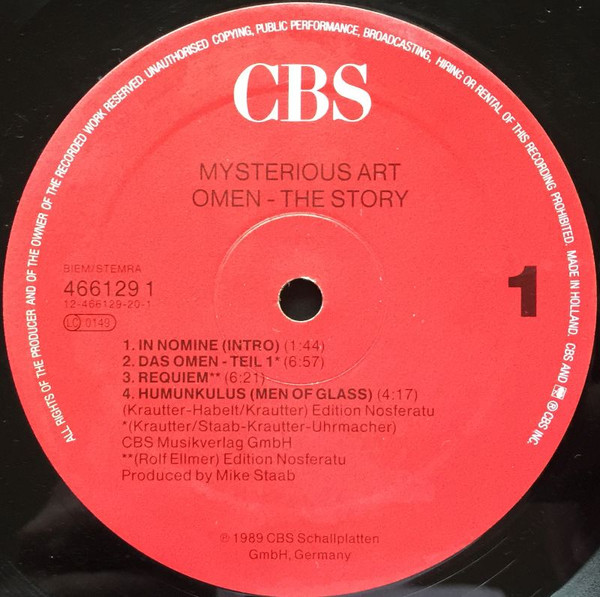 ALL RIGHTS OF THE PRODUCER AND OF THE OWNER OF THE RECORDED WORK RESERVED. UNAUTHORISED COPYING, PUBLIC PERFORMANCE, BROADCASTING, HIRING OR RENTAL OF THIS RECORDING PROHIBITED. MADE IN HOLLAND. CBS AND ℗ CBS INC.
CBS
MYSTERIOUS ART
OMEN - THE STORY
BIEM/STEMRA
466129 1
12-466129-20-1
LC 0149
1
1. IN NOMINE (INTRO) (1:44)
2. DAS OMEN - TEIL 1* (6:57)
3. REQUIEM** (6:21)
4. HUMUNKULUS (MEN OF GLASS) (4:17)
(Krautter-Habelt/Krautter) Edition Nosferatu
*(Krautter/Staab-Krautter-Uhrmacher)
CBS Musikverlag GmbH
**(Rolf Ellmer) Edition Nosferatu
Produced by Mike Staab
℗ 1989 CBS Schallplatten
GmbH, Germany